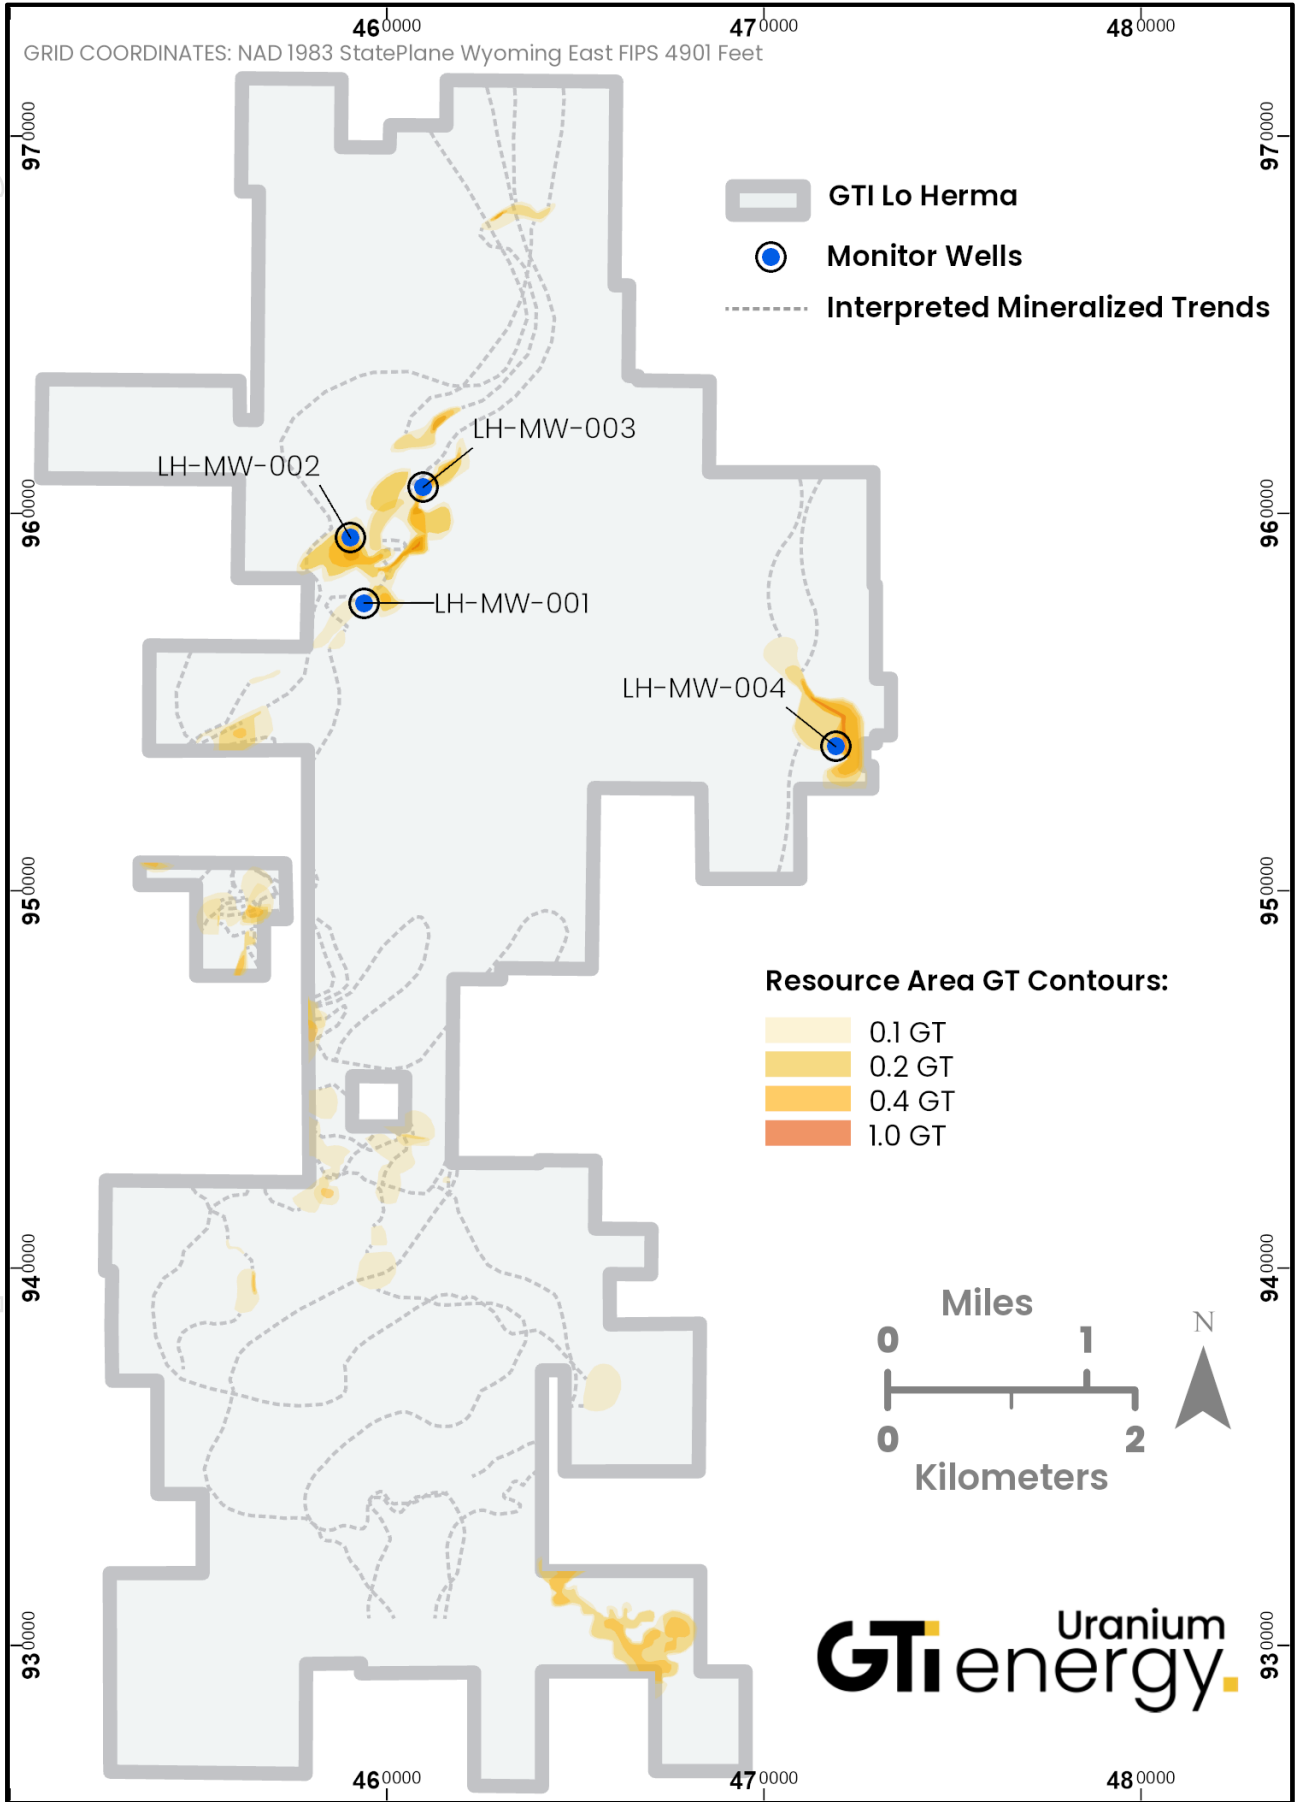 460000 470000 480000
GRID COORDINATES: NAD 1983 StatePlane Wyoming East FIPS 4901 Feet
970000 970000
GTI Lo Herma
Monitor Wells
Interpreted Mineralized Trends
LH-MW-003
LH-MW-002
960000 960000
LH-MW-001
LH-MW-004
950000 950000
Resource Area GT Contours:
0.1 GT
0.2 GT
0.4 GT
1.0 GT
940000 940000
Miles
0 1
N
0 2
Kilometers
930000 930000
Uranium
GTi energy.
460000 470000 480000